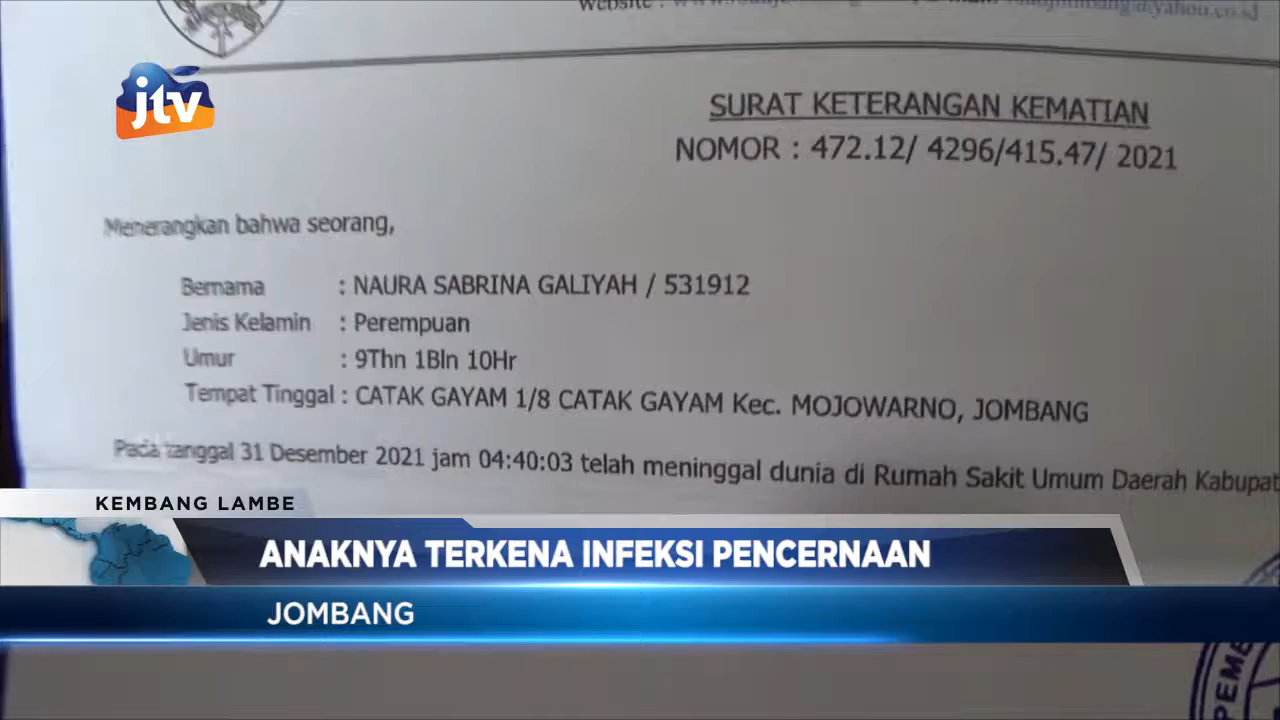 Website :
jtv
SURAT KETERANGAN KEMATIAN
NOMOR : 472.12/ 4296/415.47/ 2021
Menerangkan bahwa seorang,
Bernama : NAURA SABRINA GALIYAH / 531912
Jenis Kelamin : Perempuan
Umur : 9Thn 1Bln 10Hr
Tempat Tinggal : CATAK GAYAM 1/8 CATAK GAYAM Kec. MOJOWARNO, JOMBANG
Pada tanggal 31 Desember 2021 jam 04:40:03 telah meninggal dunia di Rumah Sakit Umum Daerah Kabupat
KEMBANG LAMBE
ANAKNYA TERKENA INFEKSI PENCERNAAN
JOMBANG
PEME